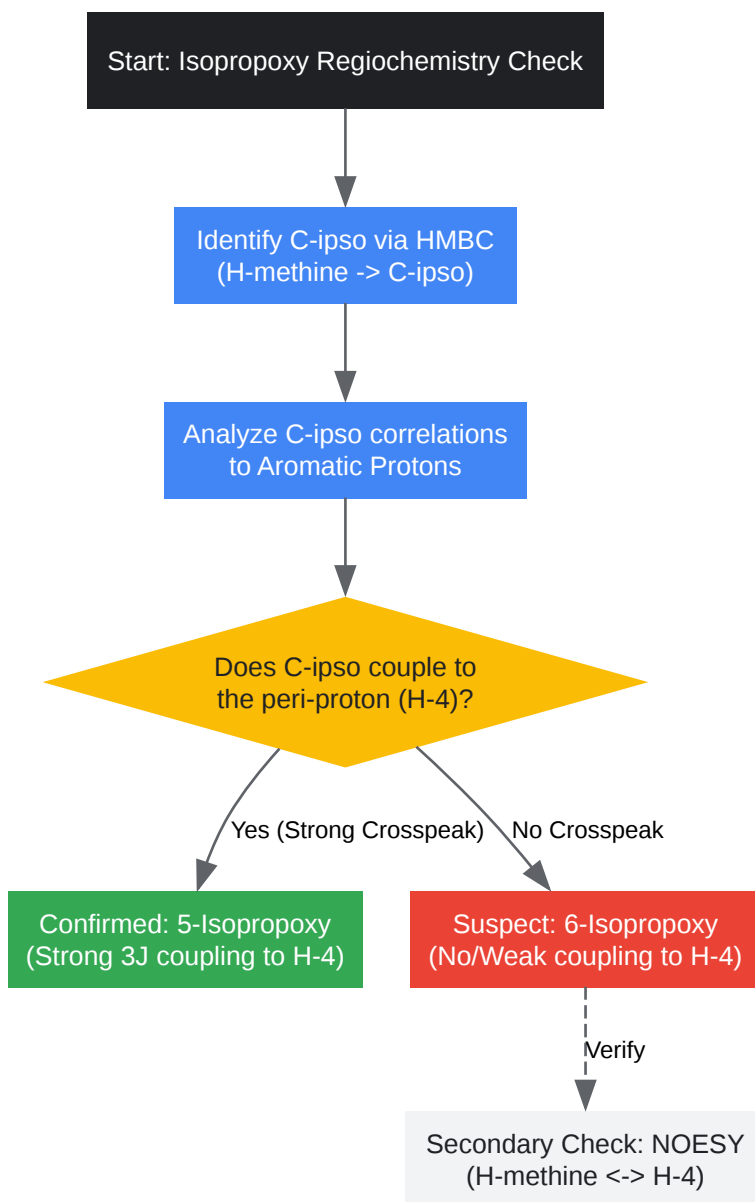 Start: Isopropoxy Regiochemistry Check
Identify C-ipso via HMBC
(H-methine -> C-ipso)
Analyze C-ipso correlations
to Aromatic Protons
Does C-ipso couple to
the peri-proton (H-4)?
Yes (Strong Crosspeak)
No Crosspeak
Confirmed: 5-Isopropoxy
(Strong 3J coupling to H-4)
Suspect: 6-Isopropoxy
(No/Weak coupling to H-4)
Verify
Secondary Check: NOESY
(H-methine <-> H-4)